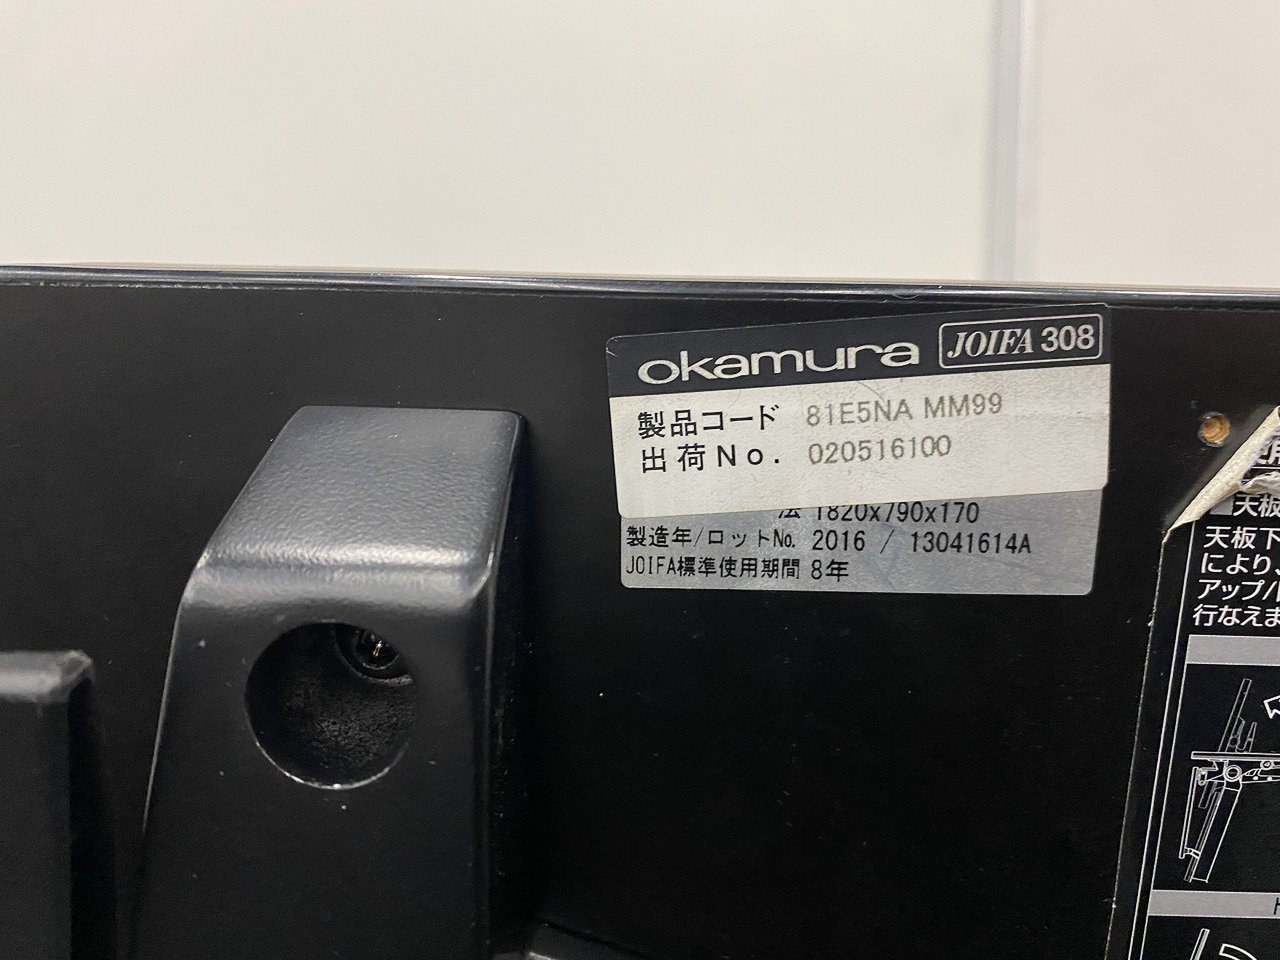 okamura JOIFA 308
製品コード 81E5NA MM99
出荷No. 020516100
法 1820x790x170
製造年/ロットNo. 2016 / 13041614A
JOIFA標準使用期間 8年
使用
■天板
天板下
により、
アップ/
行なえま